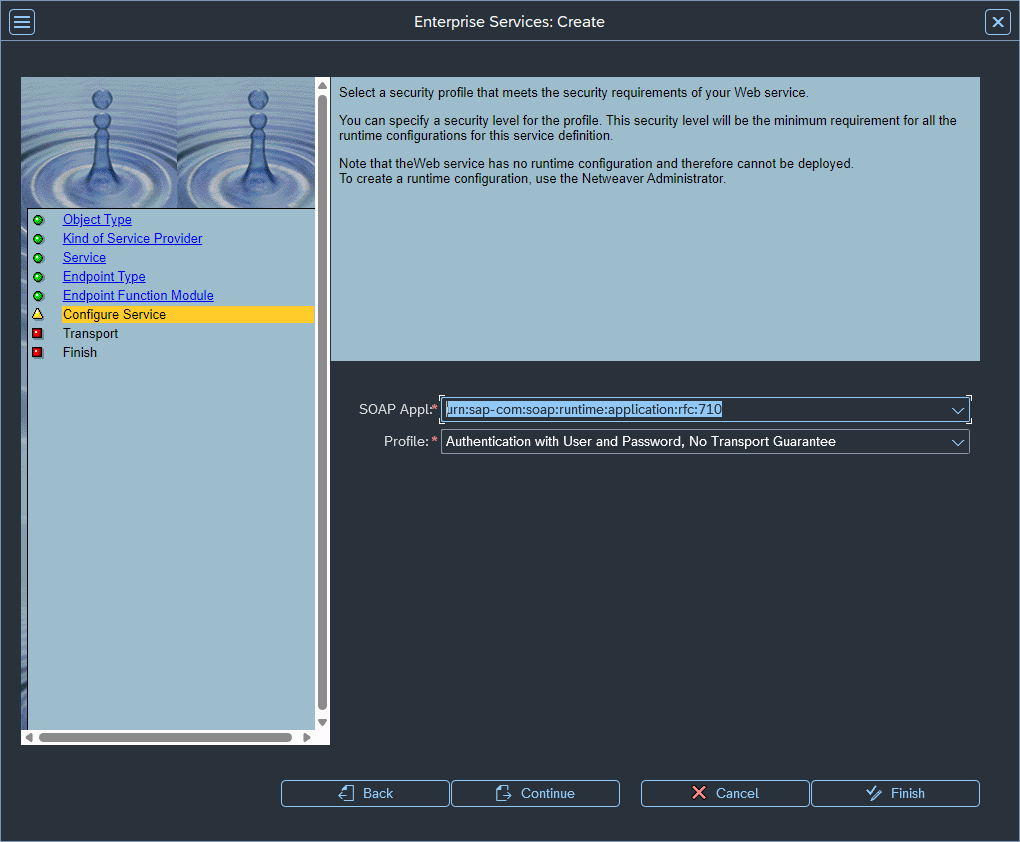 Enterprise Services: Create
Select a security profile that meets the security requirements of your Web service.
You can specify a security level for the profile. This security level will be the minimum requirement for all the
runtime configurations for this service definition.
Note that theWeb service has no runtime configuration and therefore cannot be deployed.
To create a runtime configuration, use the Netweaver Administrator.
Object Type
Kind of Service Provider
Service
Endpoint Type
Endpoint Function Module
Configure Service
Transport
Finish
SOAP Appl:* urn:sap-com:soap:runtime:application:rfc:710
Profile: * Authentication with User and Password, No Transport Guarantee
Back Continue Cancel Finish